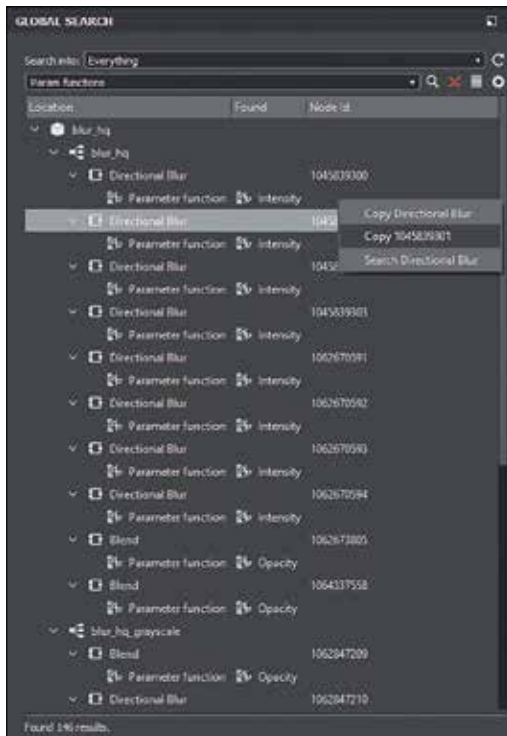 GLOBAL SEARCH
Search into: Everything
Param functions
Location Found Node Id
blur_hq
blur_hq
Directional Blur 1045839300
Parameter function Intensity
Directional Blur
Parameter function Intensity
Directional Blur
Parameter function Intensity
Copy Directional Blur
Copy 1045839301
Search Directional Blur
Directional Blur 1045839303
Parameter function Intensity
Directional Blur 1062670591
Parameter function Intensity
Directional Blur 1062670592
Parameter function Intensity
Directional Blur 1062670593
Parameter function Intensity
Directional Blur 1062670594
Parameter function Intensity
Blend 1062673805
Parameter function Opacity
Blend 1064337558
Parameter function Opacity
blur_hq_grayscale
Blend 1062847209
Parameter function Opacity
Directional Blur 1062847210
Found 146 results.